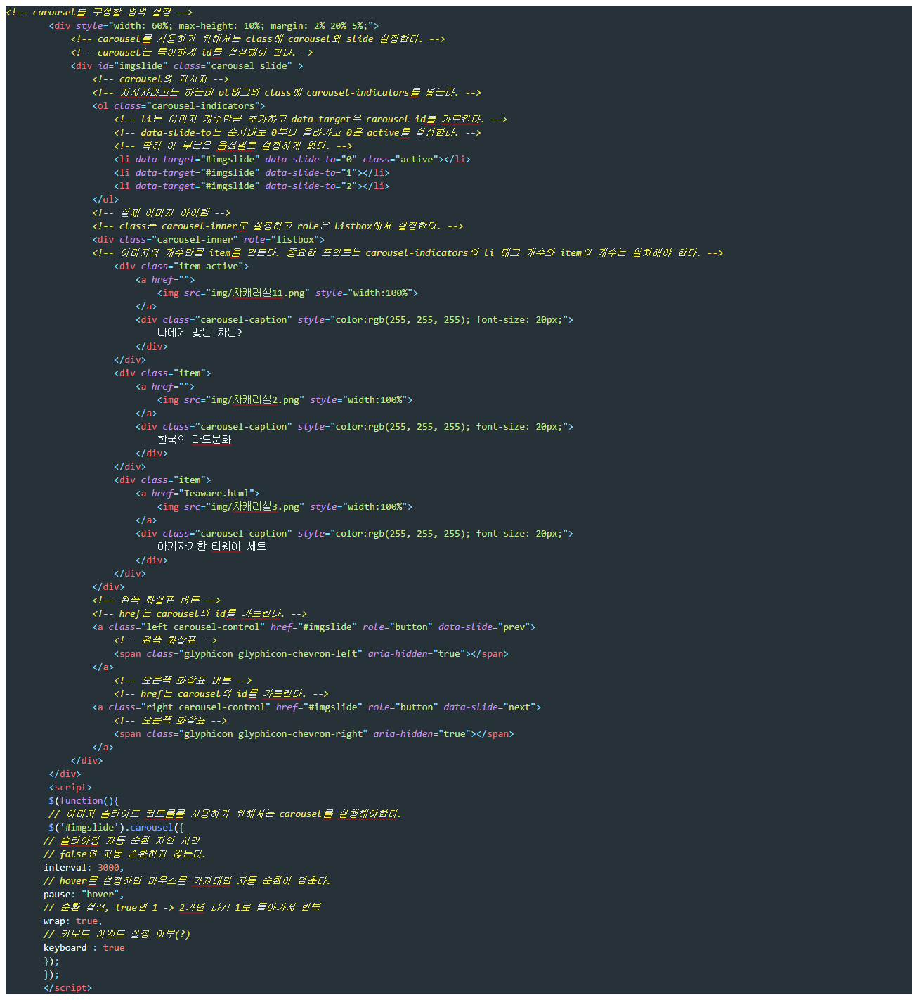 <!-- carousel를 구성할 영역 설정 -->
<div style="width: 60%; max-height: 10%; margin: 2% 20% 5%;">
<!-- carousel를 사용하기 위해서는 class에 carousel와 slide 설정한다. -->
<!-- carousel는 특이하게 id를 설정해야 한다.-->
<div id="imgslide" class="carousel slide" >
<!-- carousel의 지시자 -->
<!-- 지시자라고는 하는데 ol태그의 class에 carousel-indicators를 넣는다. -->
<ol class="carousel-indicators">
<!-- li는 이미지 개수만큼 추가하고 data-target은 carousel id를 가르킨다. -->
<!-- data-slide-to는 순서대로 0부터 올라가고 0은 active를 설정한다. -->
<!-- 딱히 이 부분은 옵션별로 설정하게 없다. -->
<li data-target="#imgslide" data-slide-to="0" class="active"></li>
<li data-target="#imgslide" data-slide-to="1"></li>
<li data-target="#imgslide" data-slide-to="2"></li>
</ol>
<!-- 실제 이미지 아이템 -->
<!-- class는 carousel-inner로 설정하고 role은 listbox에서 설정한다. -->
<div class="carousel-inner" role="listbox">
<!-- 이미지의 개수만큼 item을 만든다. 중요한 포인트는 carousel-indicators의 li 태그 개수와 item의 개수는 일치해야 한다. -->
<div class="item active">
<a href="">
<img src="img/차캐러셀11.png" style="width:100%">
</a>
<div class="carousel-caption" style="color:rgb(255, 255, 255); font-size: 20px;">
나에게 맞는 차는?
</div>
</div>
<div class="item">
<a href="">
<img src="img/차캐러셀2.png" style="width:100%">
</a>
<div class="carousel-caption" style="color:rgb(255, 255, 255); font-size: 20px;">
한국의 다도문화
</div>
</div>
<div class="item">
<a href="Teaware.html">
<img src="img/차캐러셀3.png" style="width:100%">
</a>
<div class="carousel-caption" style="color:rgb(255, 255, 255); font-size: 20px;">
아기자기한 티웨어 세트
</div>
</div>
</div>
<!-- 왼쪽 화살표 버튼 -->
<!-- href는 carousel의 id를 가르킨다. -->
<a class="left carousel-control" href="#imgslide" role="button" data-slide="prev">
<!-- 왼쪽 화살표 -->
<span class="glyphicon glyphicon-chevron-left" aria-hidden="true"></span>
</a>
<!-- 오른쪽 화살표 버튼 -->
<!-- href는 carousel의 id를 가르킨다. -->
<a class="right carousel-control" href="#imgslide" role="button" data-slide="next">
<!-- 오른쪽 화살표 -->
<span class="glyphicon glyphicon-chevron-right" aria-hidden="true"></span>
</a>
</div>
</div>
<script>
$(function(){
// 이미지 슬라이드 컨트롤를 사용하기 위해서는 carousel를 실행해야한다.
$('#imgslide').carousel({
// 슬리아딩 자동 순환 지연 시간
// false면 자동 순환하지 않는다.
interval: 3000,
// hover를 설정하면 마우스를 가져대면 자동 순환이 멈춘다.
pause: "hover",
// 순환 설정, true면 1 -> 2가면 다시 1로 돌아가서 반복
wrap: true,
// 키보드 이벤트 설정 여부(?)
keyboard : true
});
});
</script>